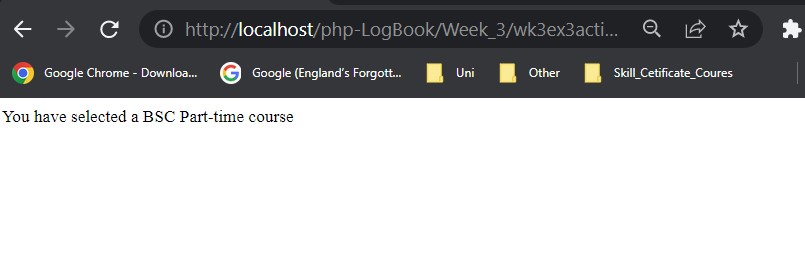 http://localhost/php-LogBook/Week_3/wk3ex3acti...
Google Chrome - Downloa...
Google (England's Forgott...
Uni
Other
Skill_Cetificate_Coures
You have selected a BSC Part-time course